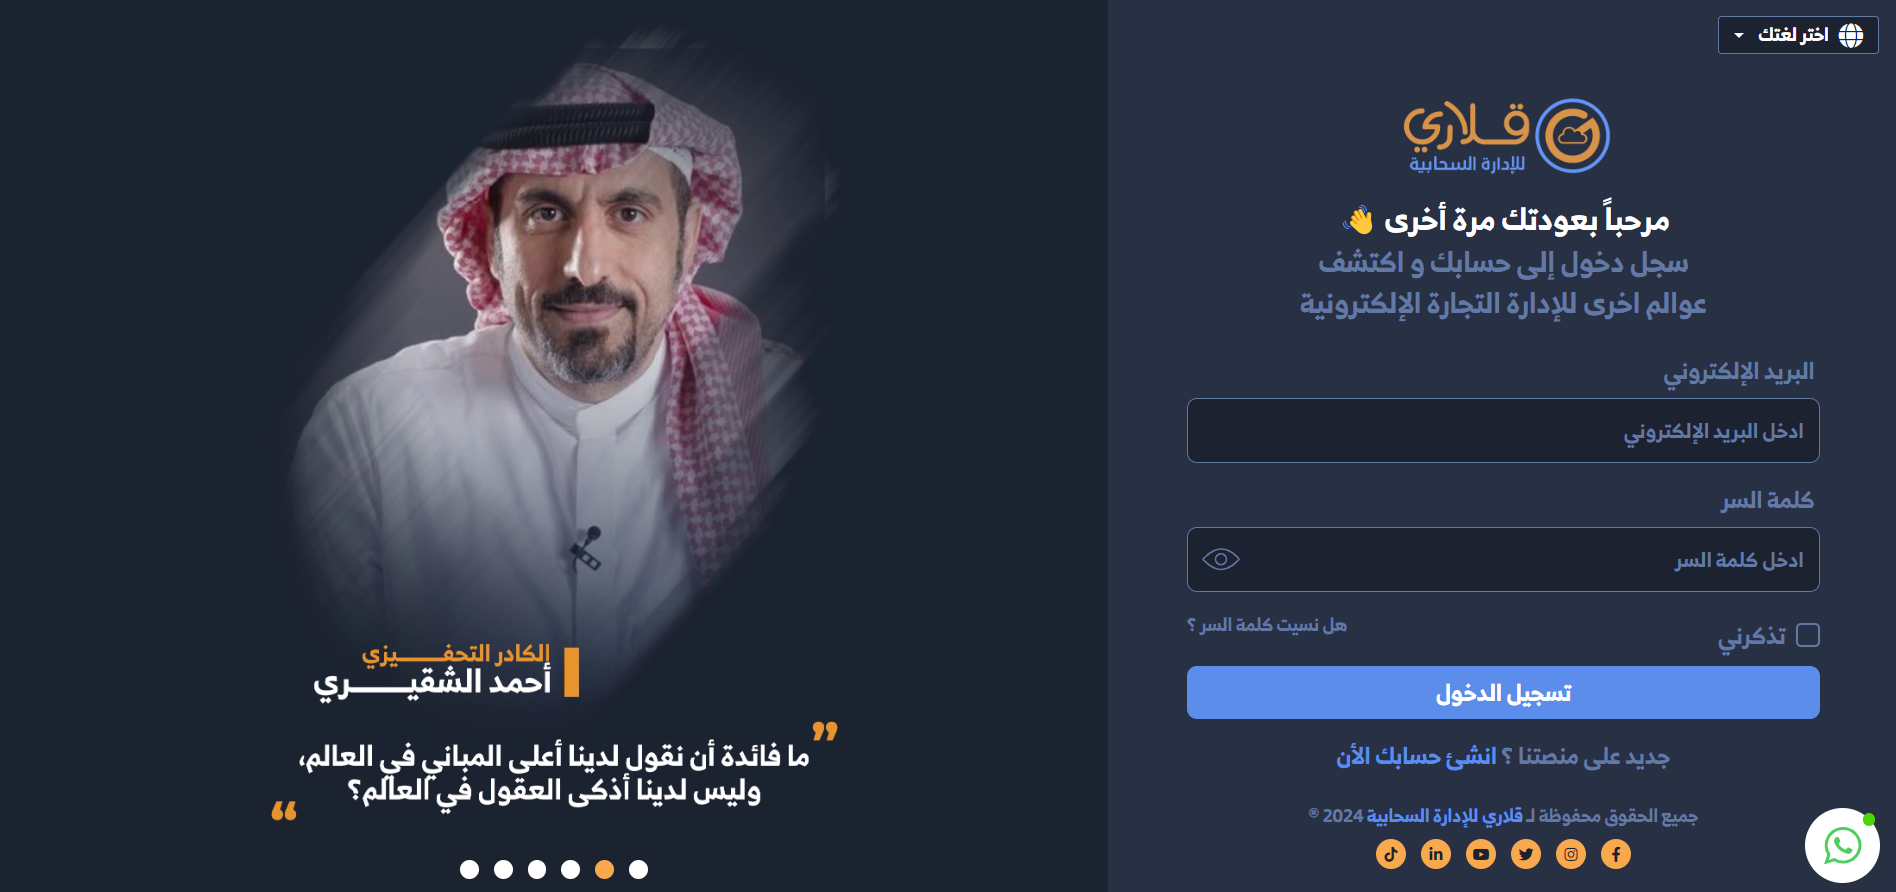 اختر لغتك
قلاري
للإدارة السحابية
مرحباً بعودتك مرة أخرى 👋
سجل دخول إلى حسابك و اكتشف
عوالم اخرى للإدارة التجارة الإلكترونية
البريد الإلكتروني
ادخل البريد الإلكتروني
كلمة السر
ادخل كلمة السر
تذكرني
هل نسيت كلمة السر ؟
تسجيل الدخول
جديد على منصتنا ؟ انشئ حسابك الأن
جميع الحقوق محفوظة لـ قلاري للإدارة السحابية 2024 ®
الكادر التحفـــــيزي
أحمد الشقيـــــري
” ما فائدة أن نقول لدينا أعلى المباني في العالم،
وليس لدينا أذكى العقول في العالم؟ “